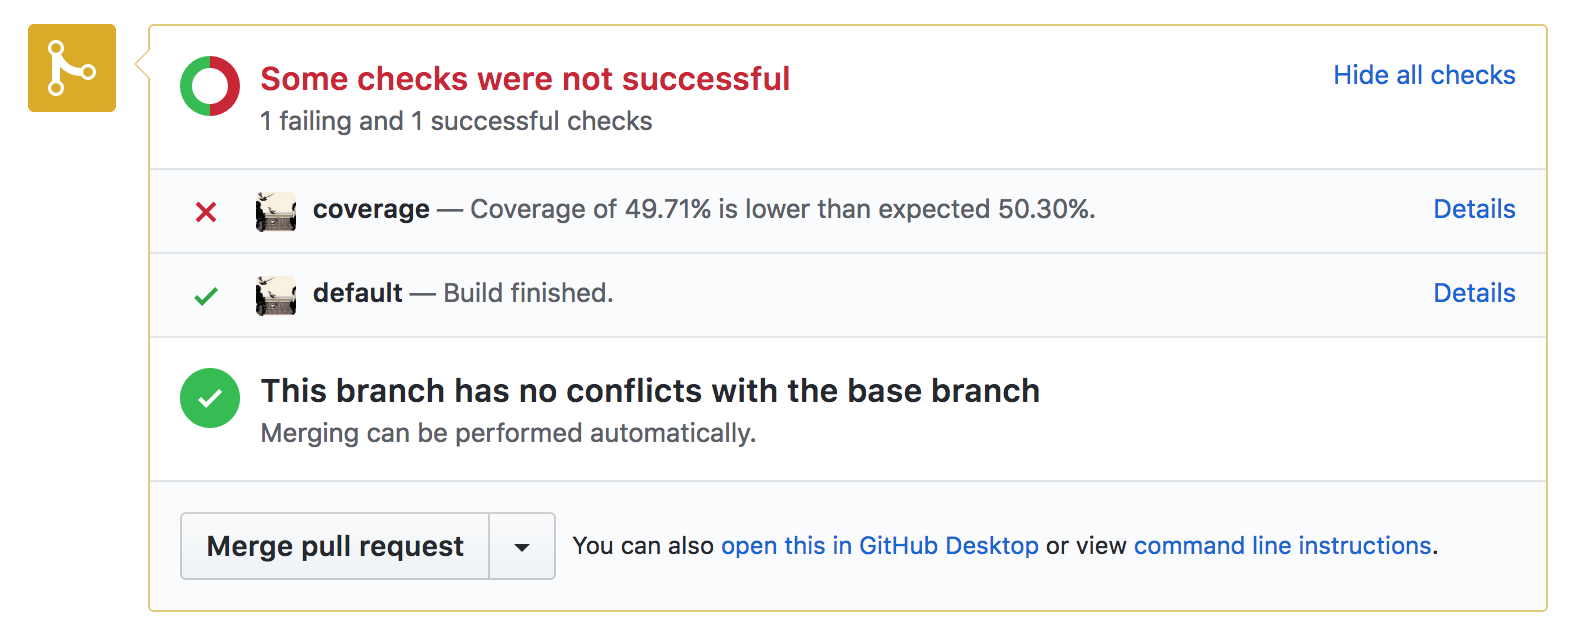 Some checks were not successful
Hide all checks
1 failing and 1 successful checks
coverage — Coverage of 49.71% is lower than expected 50.30%.
Details
default — Build finished.
Details
This branch has no conflicts with the base branch
Merging can be performed automatically.
Merge pull request
You can also open this in GitHub Desktop or view command line instructions.